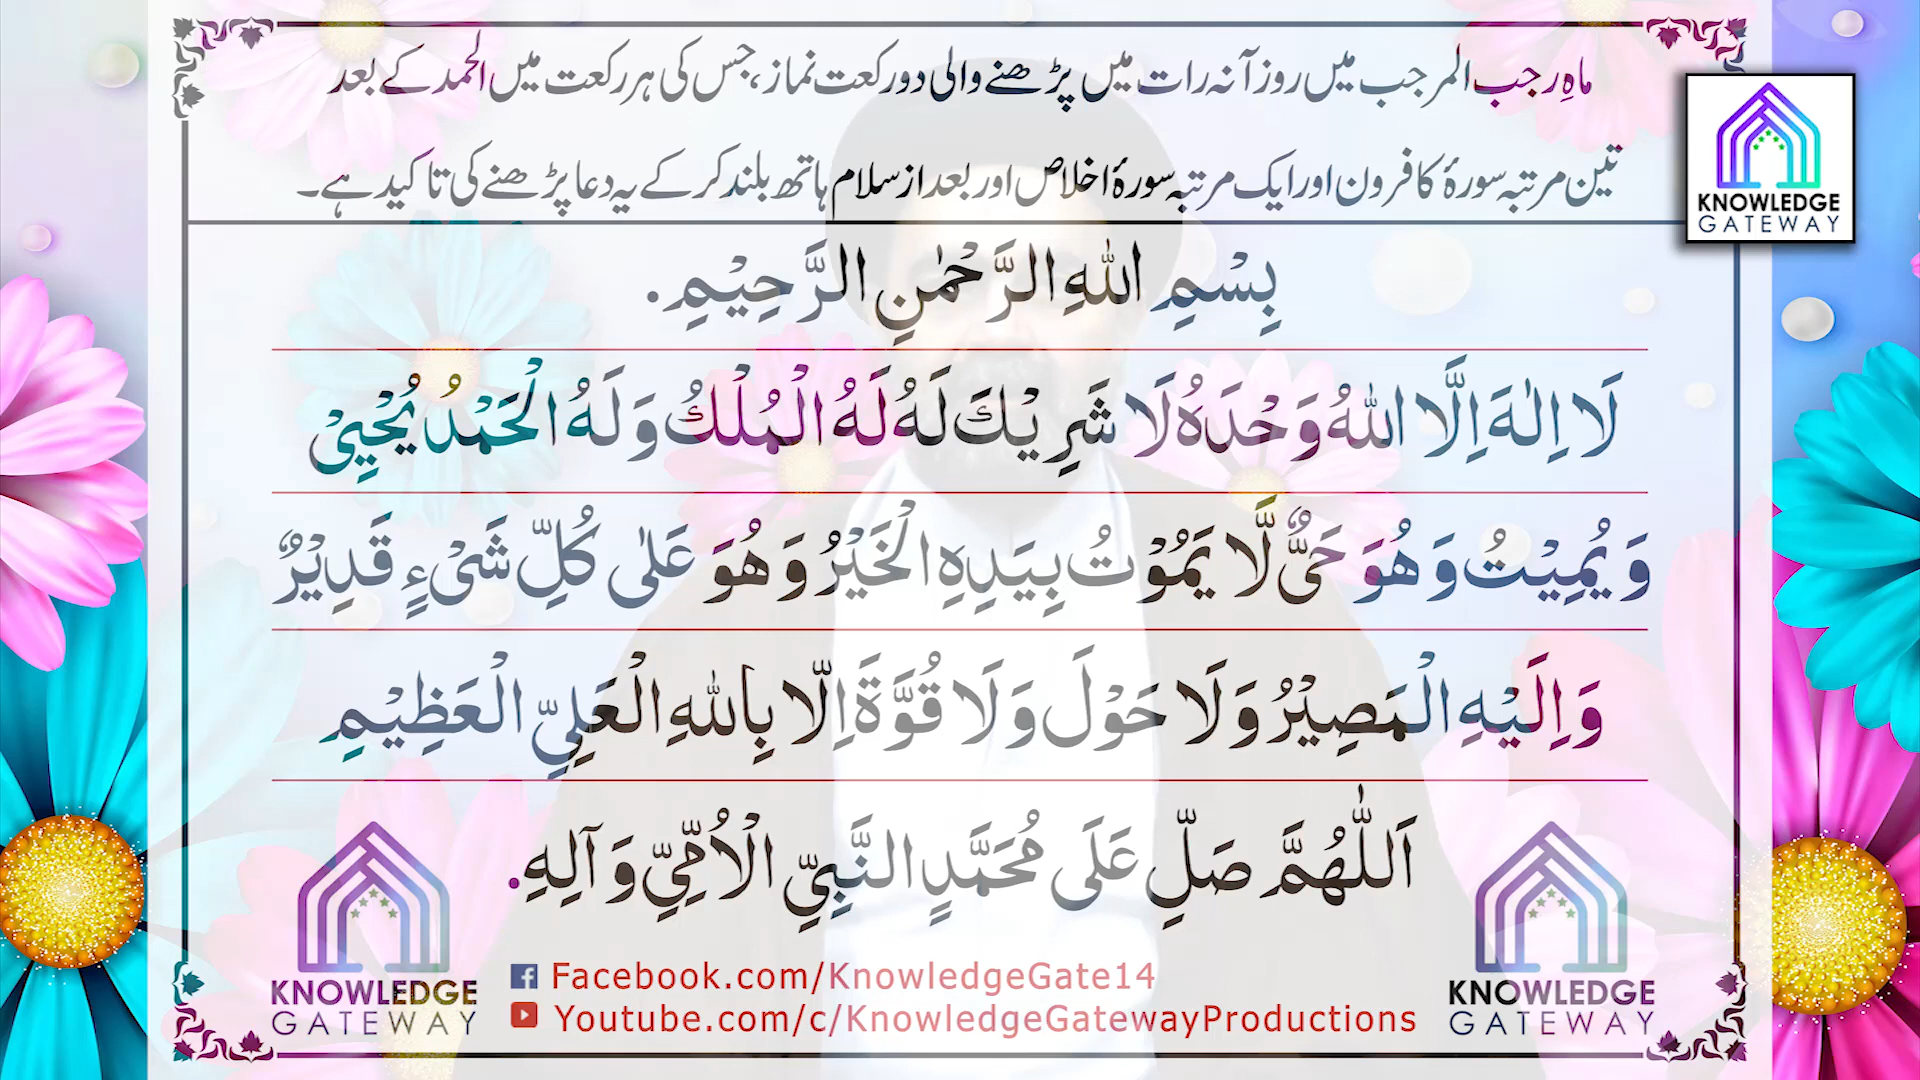 ماہِ رجب المرجب میں روزآنہ رات میں پڑھنے والی دو رکعت نماز، جس کی ہر رکعت میں الحمد کے بعد
تین مرتبہ سورۂ کافرون اور ایک مرتبہ سورۂ اخلاص اور بعد از سلام ہاتھ بلند کر کے یہ دعا پڑھنے کی تاکید ہے۔
KNOWLEDGE
GATEWAY
بِسْمِ اللهِ الرَّحْمٰنِ الرَّحِيْمِ.
لَا اِلٰهَ اِلَّا اللهُ وَحْدَهُ لَا شَرِيْكَ لَهُ لَهُ الْمُلْكُ وَ لَهُ الْحَمْدُ يُحْيِيْ
وَ يُمِيْتُ وَ هُوَ حَيٌّ لَّا يَمُوْتُ بِيَدِهِ الْخَيْرُ وَ هُوَ عَلٰى كُلِّ شَيْءٍ قَدِيْرٌ
وَ اِلَيْهِ الْمَصِيْرُ وَ لَا حَوْلَ وَ لَا قُوَّةَ اِلّا بِاللهِ الْعَلِيِّ الْعَظِيْمِ
اَللّٰهُمَّ صَلِّ عَلَى مُحَمَّدٍ النَّبِيِّ الْاُمِّيِّ وَ آلِهِ.
KNOWLEDGE
GATEWAY
Facebook.com/KnowledgeGate14
Youtube.com/c/KnowledgeGatewayProductions
KNOWLEDGE
GATEWAY